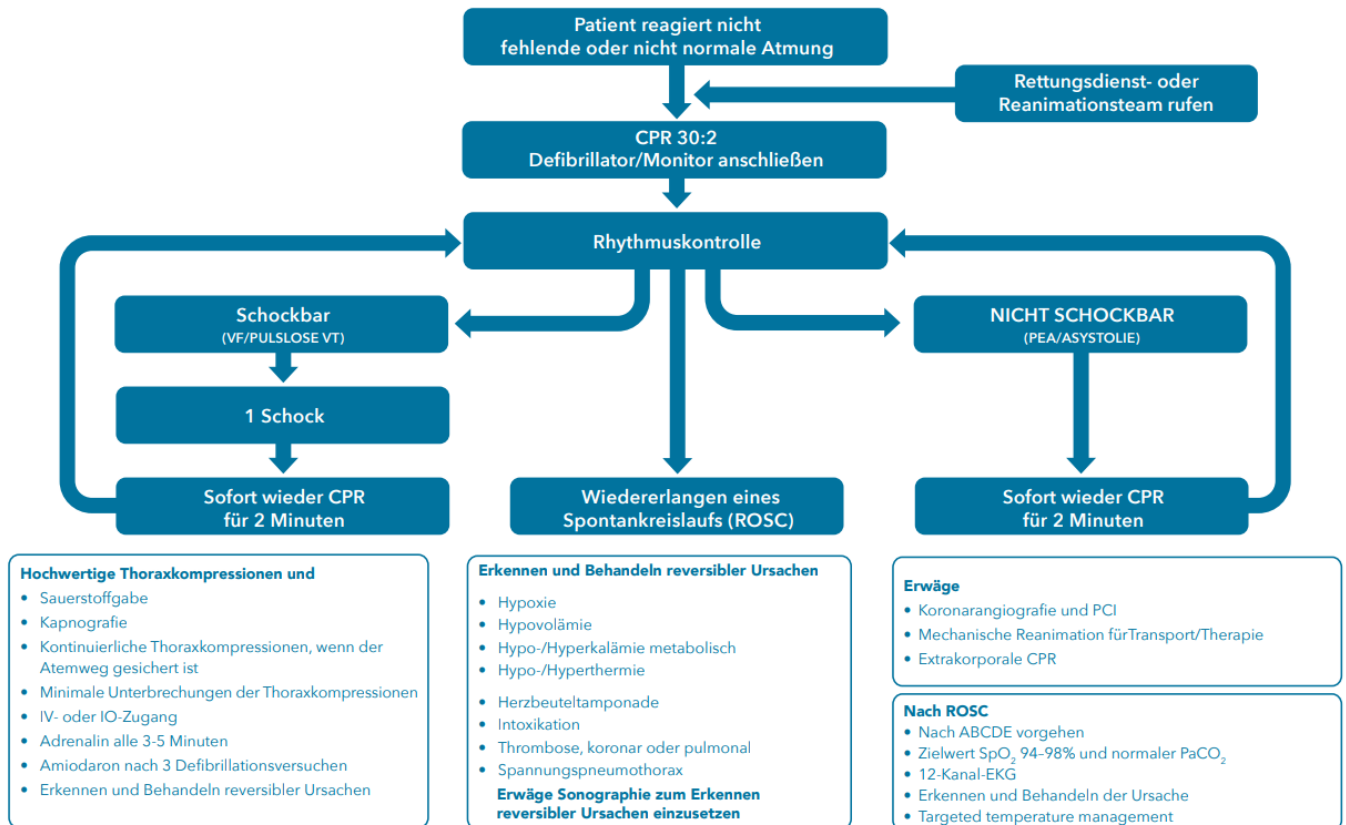 Patient reagiert nicht
fehlende oder nicht normale Atmung
Rettungsdienst- oder
Reanimationsteam rufen
CPR 30:2
Defibrillator/Monitor anschließen
Rhythmuskontrolle
Schockbar
(VF/PULSLOSE VT)
NICHT SCHOCKBAR
(PEA/ASYSTOLIE)
1 Schock
Sofort wieder CPR
für 2 Minuten
Wiedererlangen eines
Spontankreislaufs (ROSC)
Sofort wieder CPR
für 2 Minuten
Hochwertige Thoraxkompressionen und
• Sauerstoffgabe
• Kapnografie
• Kontinuierliche Thoraxkompressionen, wenn der
Atemweg gesichert ist
• Minimale Unterbrechungen der Thoraxkompressionen
• IV- oder IO-Zugang
• Adrenalin alle 3-5 Minuten
• Amiodaron nach 3 Defibrillationsversuchen
• Erkennen und Behandeln reversibler Ursachen
Erkennen und Behandeln reversibler Ursachen
• Hypoxie
• Hypovolämie
• Hypo-/Hyperkalämie metabolisch
• Hypo-/Hyperthermie
• Herzbeuteltamponade
• Intoxikation
• Thrombose, koronar oder pulmonal
• Spannungspneumothorax
Erwäge Sonographie zum Erkennen
reversibler Ursachen einzusetzen
Erwäge
• Koronarangiografie und PCI
• Mechanische Reanimation fürTransport/Therapie
• Extrakorporale CPR
Nach ROSC
• Nach ABCDE vorgehen
• Zielwert SpO₂ 94–98% und normaler PaCO₂
• 12-Kanal-EKG
• Erkennen und Behandeln der Ursache
• Targeted temperature management